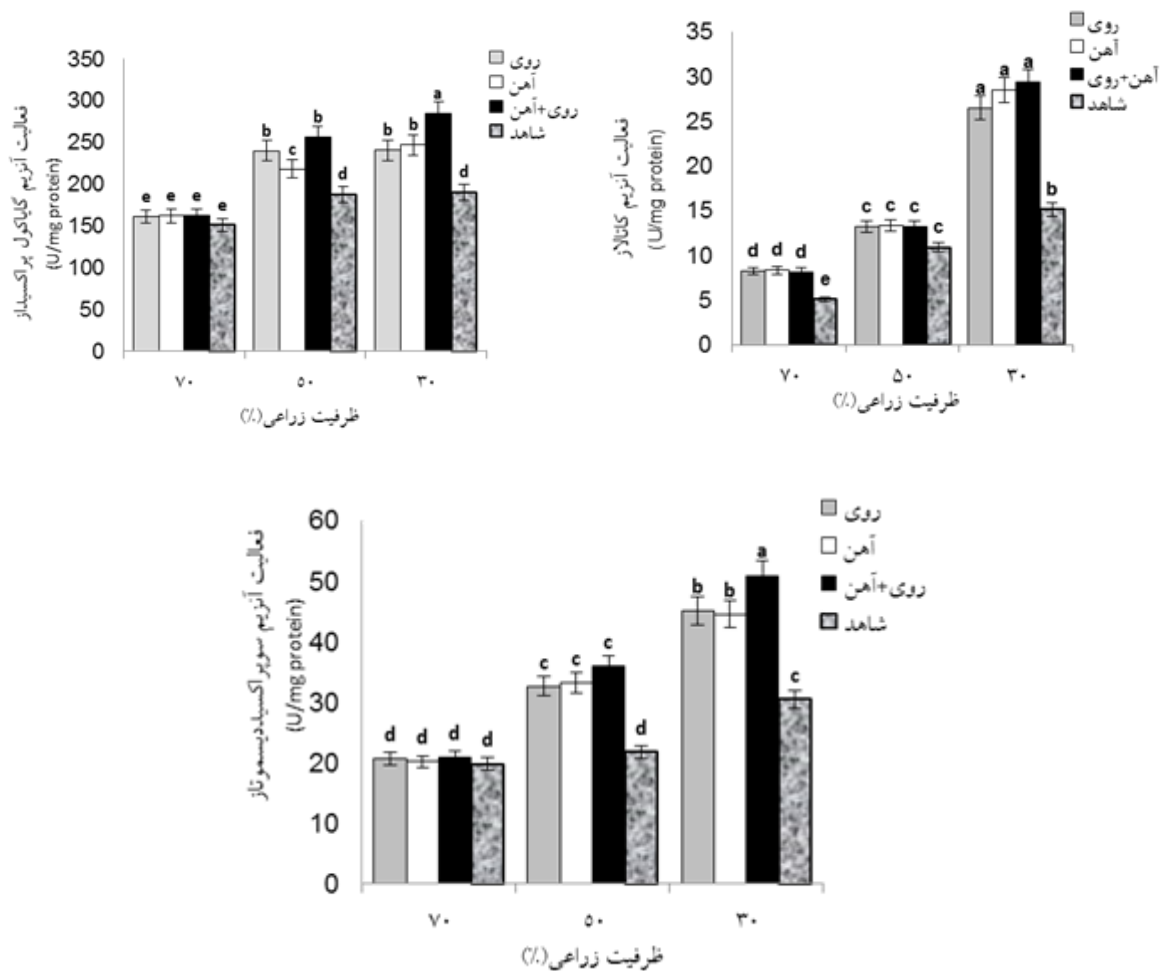 فعالیت آنزیم گایاکول پراکسیداز
(U/mg protein)
350
300
250
200
150
100
50
0
روی
آهن
روی+آهن
شاهد
e e e e
b c b d
b b a d
۷۰ ۵۰ ۳۰
ظرفیت زراعی(٪)
فعالیت آنزیم کاتالاز
(U/mg protein)
35
30
25
20
15
10
5
0
روی
آهن
آهن+روی
شاهد
d d d e
c c c c
a a a b
۷۰ ۵۰ ۳۰
ظرفیت زراعی(٪)
فعالیت آنزیم سوپراکسیددیسموتاز
(U/mg protein)
60
50
40
30
20
10
0
روی
آهن
روی+آهن
شاهد
d d d d
c c c d
b b a c
۷۰ ۵۰ ۳۰
ظرفیت زراعی(٪)